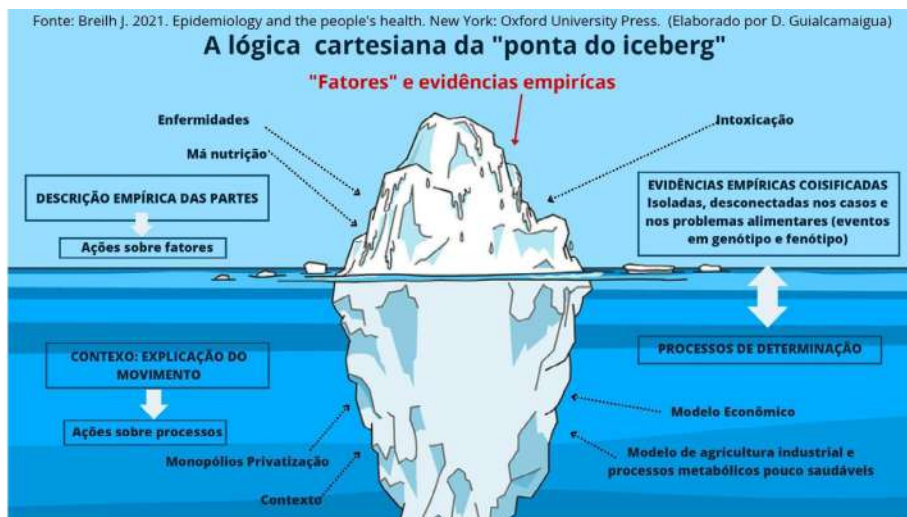 Fonte: Breilh J. 2021. Epidemiology and the people's health. New York: Oxford University Press. (Elaborado por D. Guialcamaigua)
A lógica cartesiana da "ponta do iceberg"
"Fatores" e evidências empirícas
Enfermidades
Má nutrição
Intoxicação
DESCRIÇÃO EMPÍRICA DAS PARTES
Ações sobre fatores
EVIDÊNCIAS EMPÍRICAS COISIFICADAS
Isoladas, desconectadas nos casos e
nos problemas alimentares (eventos
em genótipo e fenótipo)
CONTEXO: EXPLICAÇÃO DO
MOVIMENTO
Ações sobre processos
PROCESSOS DE DETERMINAÇÃO
Monopólios Privatização
Contexto
Modelo Econômico
Modelo de agricultura industrial e
processos metabólicos pouco saudáveis